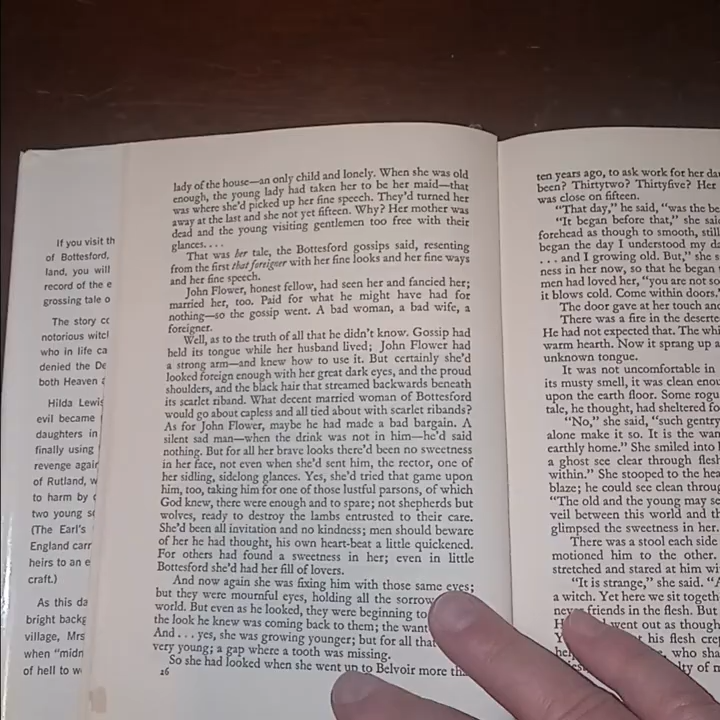 If you visit th
of Bottesford,
land, you will
record of the e
grossing tale o
The story co
notorious witch
who in life ca
denied the De
both Heaven a
Hilda Lewis
evil became
daughters in
finally using
revenge again
of Rutland, w
to harm by c
two young so
(The Earl's
England carr
heirs to an e
craft.)
As this da
bright backg
village, Mrs
when "midn
of hell to w
lady of the house—an only child and lonely. When she was old
enough, the young lady had taken her to be her maid—that
was where she'd picked up her fine speech. They'd turned her
away at the last and she not yet fifteen. Why? Her mother was
dead and the young visiting gentlemen too free with their
glances....
That was her tale, the Bottesford gossips said, resenting
from the first that foreigner with her fine looks and her fine ways
and her fine speech.
John Flower, honest fellow, had seen her and fancied her;
married her, too. Paid for what he might have had for
nothing—so the gossip went. A bad woman, a bad wife, a
foreigner.
Well, as to the truth of all that he didn't know. Gossip had
held its tongue while her husband lived; John Flower had
a strong arm—and knew how to use it. But certainly she'd
looked foreign enough with her great dark eyes, and the proud
shoulders, and the black hair that streamed backwards beneath
its scarlet riband. What decent married woman of Bottesford
would go about capless and all tied about with scarlet ribands?
As for John Flower, maybe he had made a bad bargain. A
silent sad man—when the drink was not in him—he'd said
nothing. But for all her brave looks there'd been no sweetness
in her face, not even when she'd sent him, the rector, one of
her sidling, sidelong glances. Yes, she'd tried that game upon
him, too, taking him for one of those lustful parsons, of which
God knew, there were enough and to spare; not shepherds but
wolves, ready to destroy the lambs entrusted to their care.
She'd been all invitation and no kindness; men should beware
of her he had thought, his own heart-beat a little quickened.
For others had found a sweetness in her; even in little
Bottesford she'd had her fill of lovers.
And now again she was fixing him with those same eyes;
but they were mournful eyes, holding all the sorrow
world. But even as he looked, they were beginning to
the look he knew was coming back to them; the want
And... yes, she was growing younger; but for all that
very young; a gap where a tooth was missing.
So she had looked when she went up to Belvoir more
26
ten years ago, to ask work for her da
been? Thirtytwo? Thirtyfive? Her
was close on fifteen.
"That day," he said, "was the be
"It began before that," she sai
forehead as though to smooth, still
began the day I understood my da
... and I growing old. But," she s
ness in her now, so that he began
men had loved her, "you are not so
it blows cold. Come within doors."
The door gave at her touch and
There was a fire in the deserte
He had not expected that. The whi
warm hearth. Now it sprang up a
unknown tongue.
It was not uncomfortable in
its musty smell, it was clean enou
upon the earth floor. Some rogu
tale, he thought, had sheltered fo
"No," she said, "such gentry
alone make it so. It is the wan
earthly home." She smiled into
a ghost see clear through flesh
within." She stooped to the hea
blaze; he could see clean throug
"The old and the young may se
veil between this world and th
glimpsed the sweetness in her.
There was a stool each side
motioned him to the other.
stretched and stared at him wi
"It is strange," she said. "A
a witch. Yet here we sit togeth
never friends in the flesh. But
went out as though
his flesh cre
who sha
lty of m